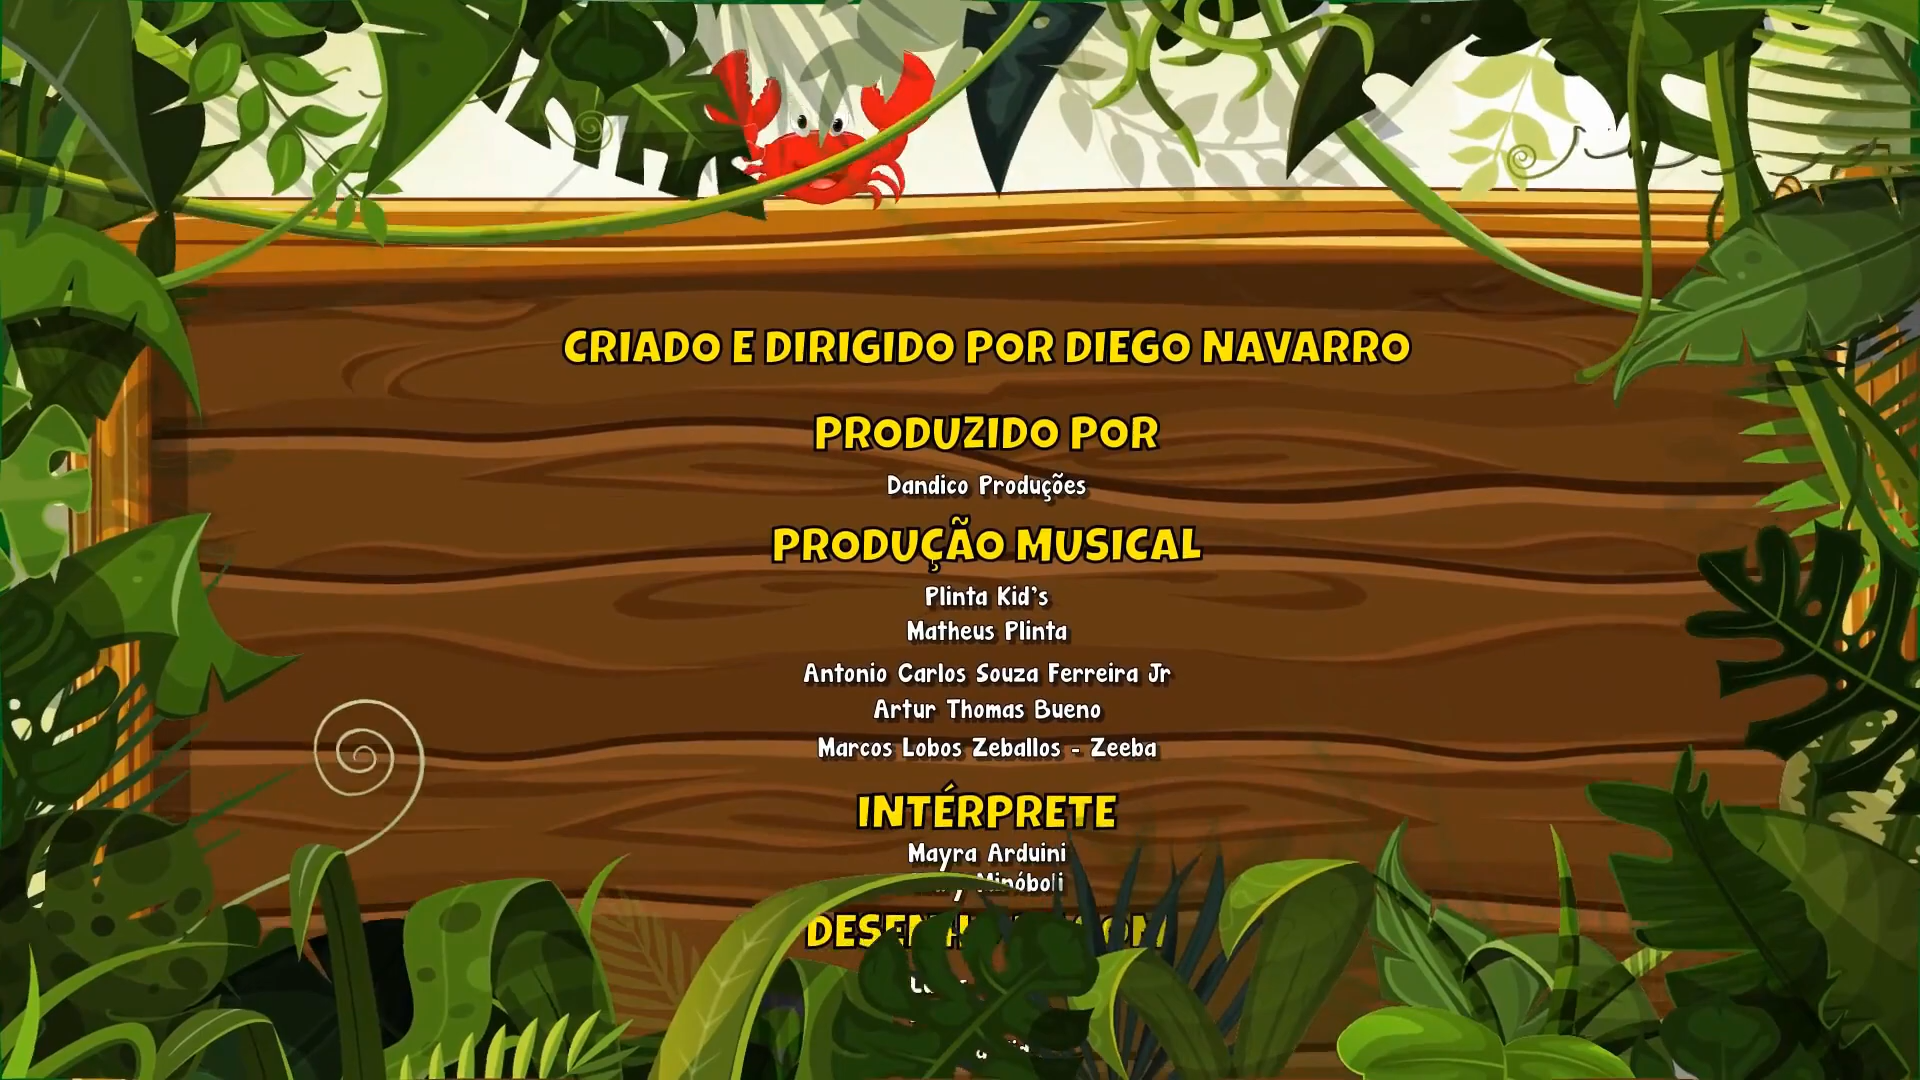 CRIADO E DIRIGIDO POR DIEGO NAVARRO
PRODUZIDO POR
Dandico Produções
PRODUÇÃO MUSICAL
Plinta Kid's
Matheus Plinta
Antonio Carlos Souza Ferreira Jr
Artur Thomas Bueno
Marcos Lobos Zeballos - Zeeba
INTÉRPRETE
Mayra Arduini